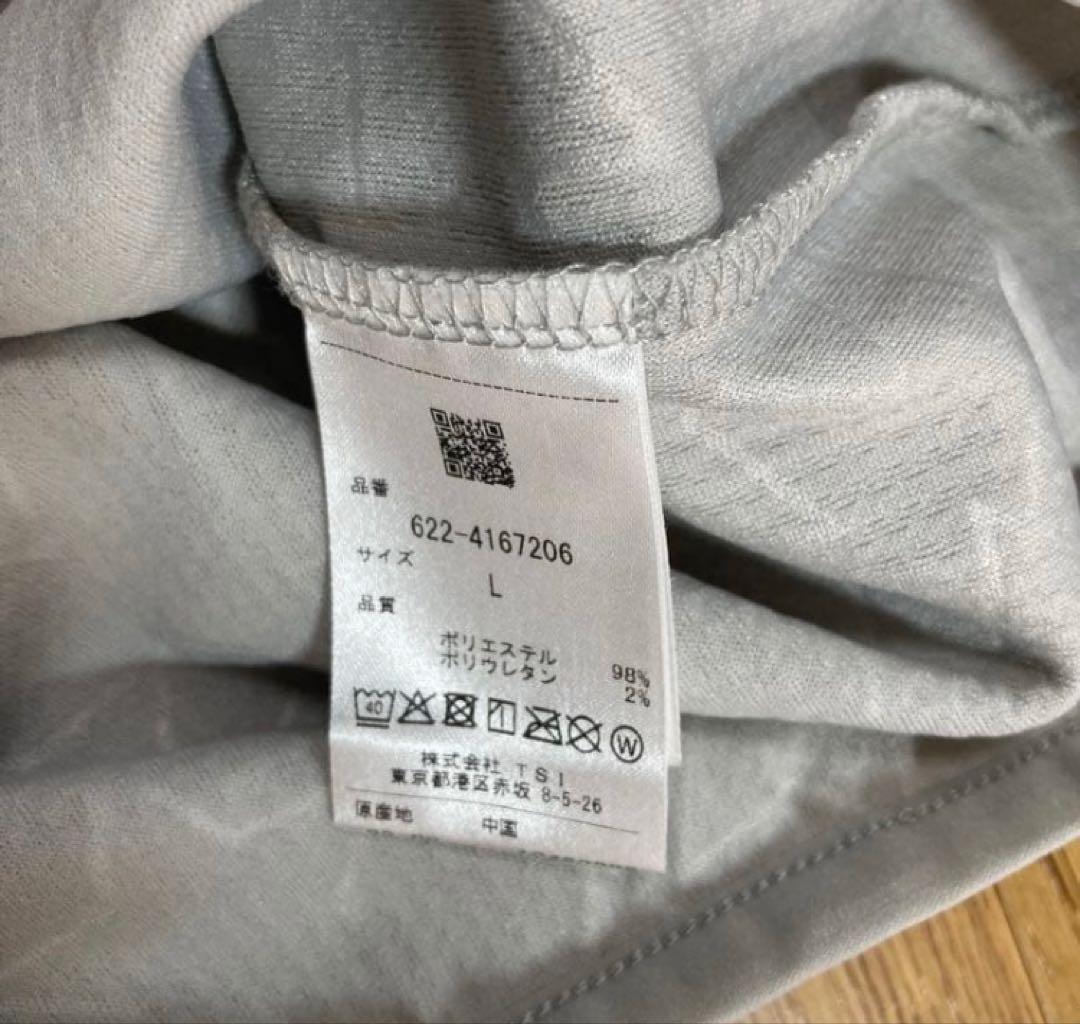 品番
622-4167206
サイズ
L
品質
ポリエステル 98%
ポリウレタン 2%
40 W
株式会社 TSI
東京都港区赤坂 8-5-26
原産地 中国